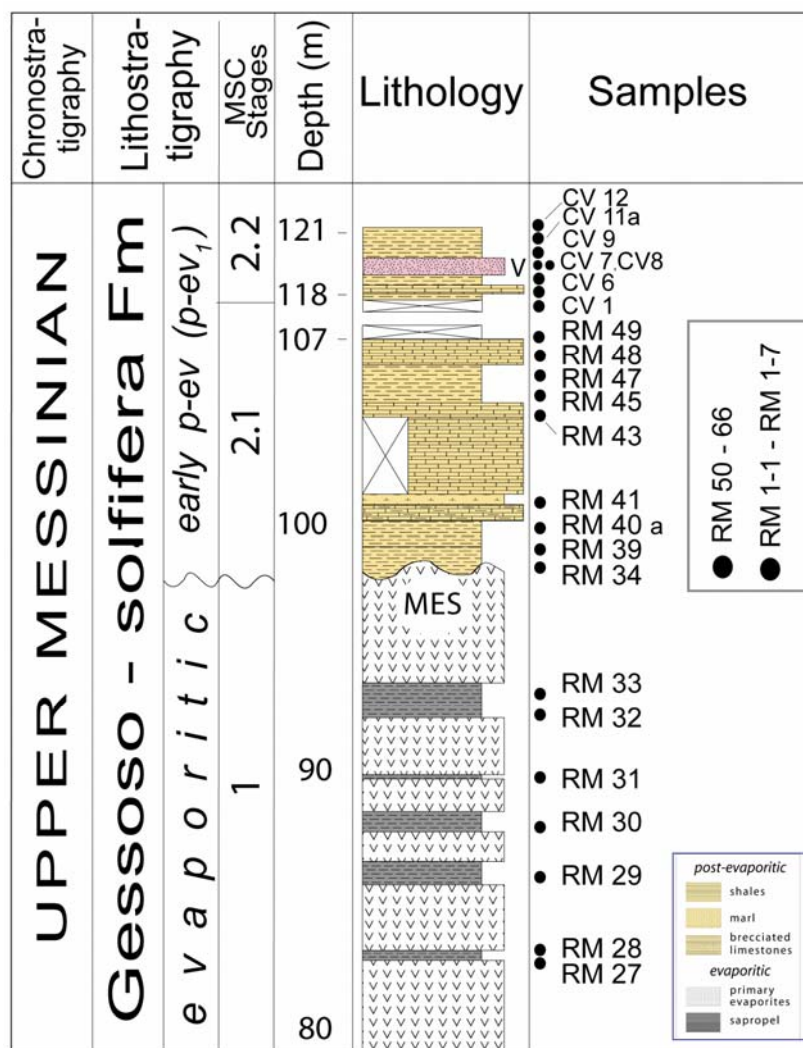 Chronostra-
tigraphy
Lithostra-
tigraphy
MSC
Stages
Depth (m)
Lithology
Samples
UPPER MESSINIAN
Gessoso - solfifera Fm
early p-ev (p-ev1)
evaporitic
2.2
2.1
1
121
118
107
100
90
80
V
MES
CV 12
CV 11a
CV 9
CV 7 CV8
CV 6
CV 1
RM 49
RM 48
RM 47
RM 45
RM 43
RM 41
RM 40 a
RM 39
RM 34
RM 33
RM 32
RM 31
RM 30
RM 29
RM 28
RM 27
RM 50 - 66
RM 1-1 - RM 1-7
post-evaporitic
shales
marl
brecciated
limestones
evaporitic
primary
evaporites
sapropel